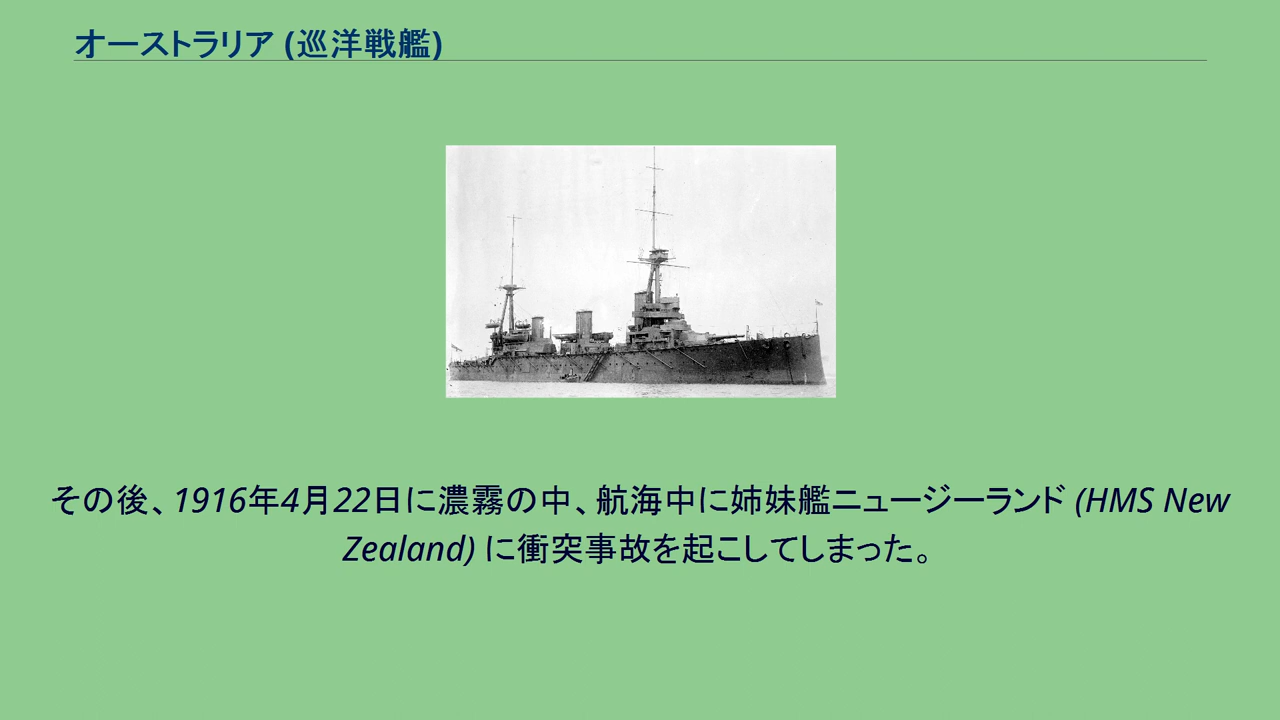 オーストラリア (巡洋戦艦)
その後、1916年4月22日に濃霧の中、航海中に姉妹艦ニュージーランド (HMS New
Zealand) に衝突事故を起こしてしまった。